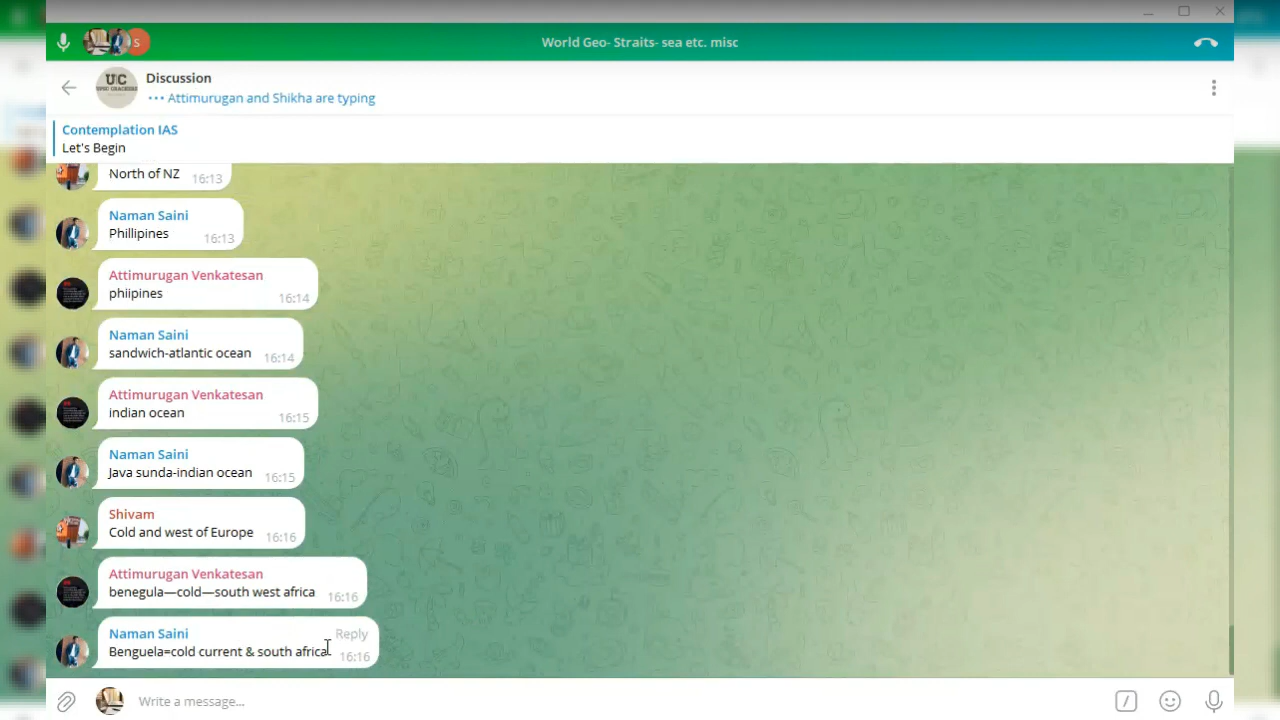 S
World Geo- Straits- sea etc. misc
UC
UPSC CRACKERS
Discussion
Attimurugan and Shikha are typing
Contemplation IAS
Let's Begin
North of NZ 16:13
Naman Saini
Phillipines 16:13
Attimurugan Venkatesan
phiipines 16:14
Naman Saini
sandwich-atlantic ocean 16:14
Attimurugan Venkatesan
indian ocean 16:15
Naman Saini
Java sunda-indian ocean 16:15
Shivam
Cold and west of Europe 16:16
Attimurugan Venkatesan
benegula—cold—south west africa 16:16
Naman Saini Reply
Benguela=cold current & south africa 16:16
Write a message...